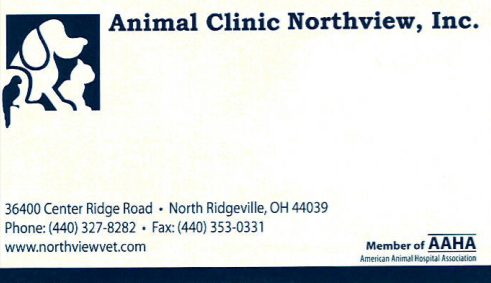 Animal Clinic Northview, Inc.
36400 Center Ridge Road • North Ridgeville, OH 44039
Phone: (440) 327-8282 • Fax: (440) 353-0331
www.northviewvet.com
Member of AAHA
American Animal Hospital Association